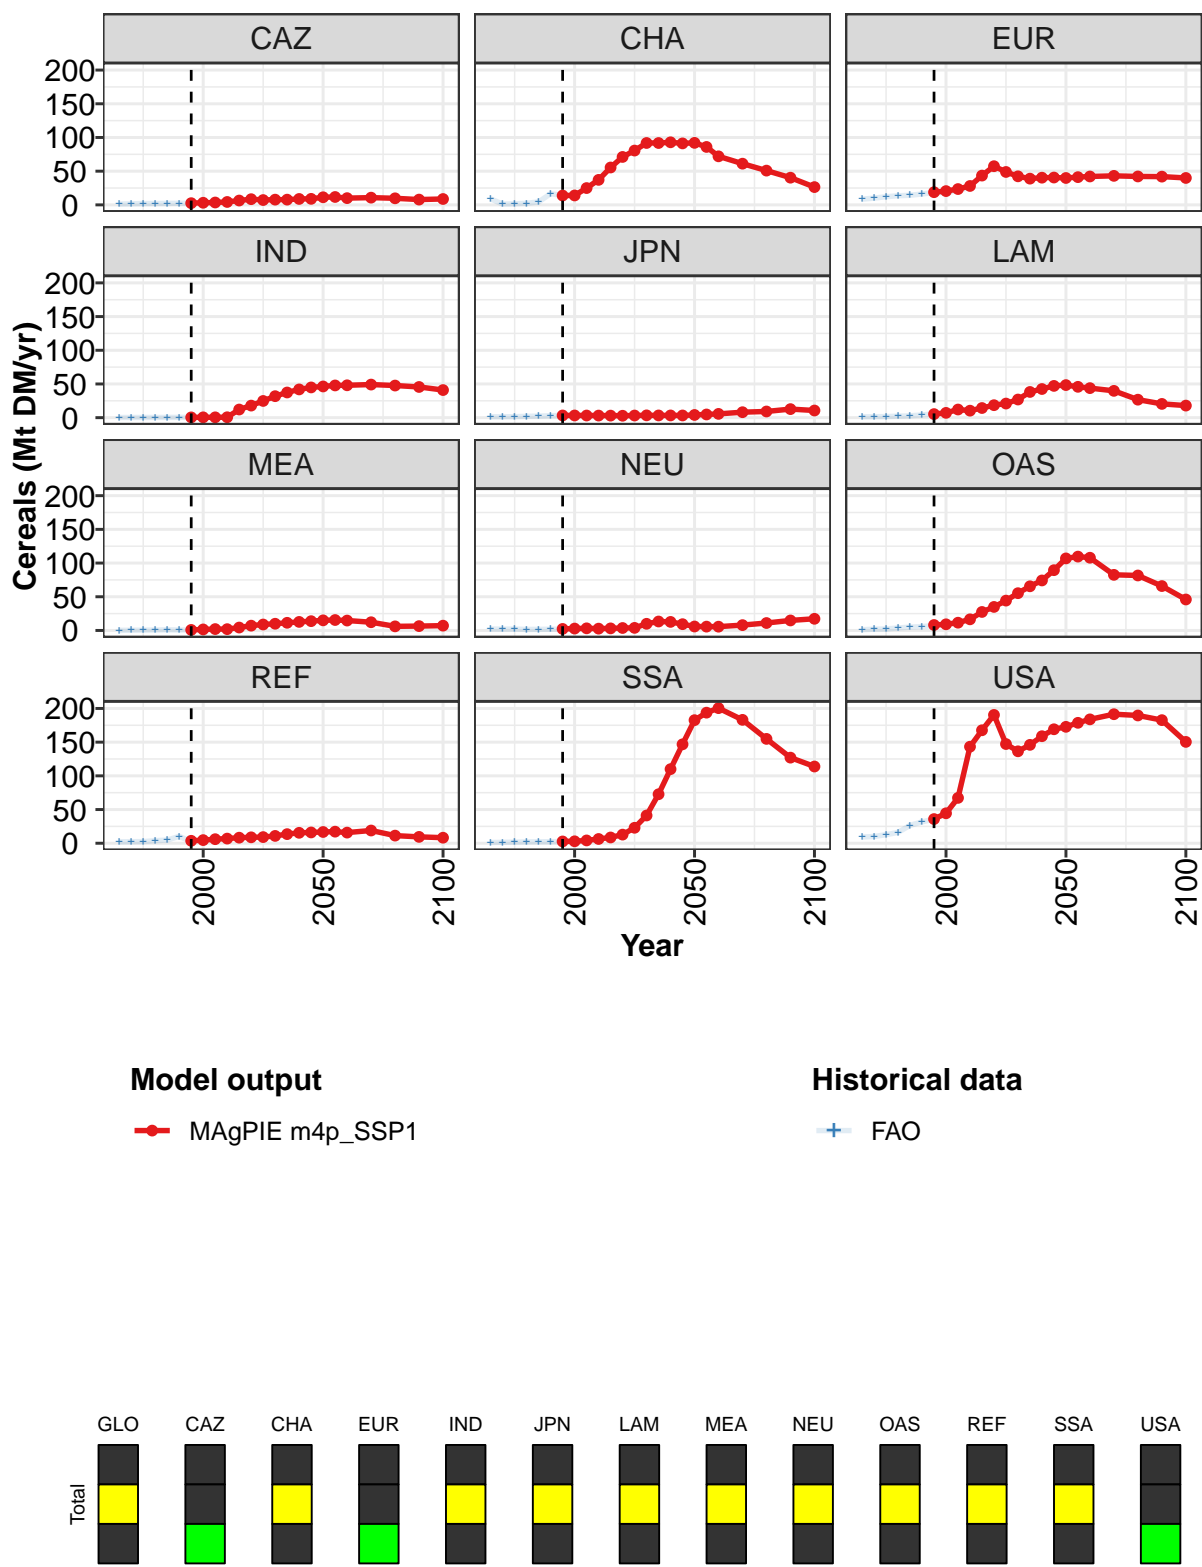 CAZ CHA EUR
200
150
100
50
0
IND JPN LAM
200
150
100
50
0
MEA NEU OAS
200
150
100
50
0
REF SSA USA
200
150
100
50
0
Cereals (Mt DM/yr)
2000 2050 2100 2000 2050 2100 2000 2050 2100
Year
Model output Historical data
MAgPIE m4p_SSP1 FAO
GLO CAZ CHA EUR IND JPN LAM MEA NEU OAS REF SSA USA
Total